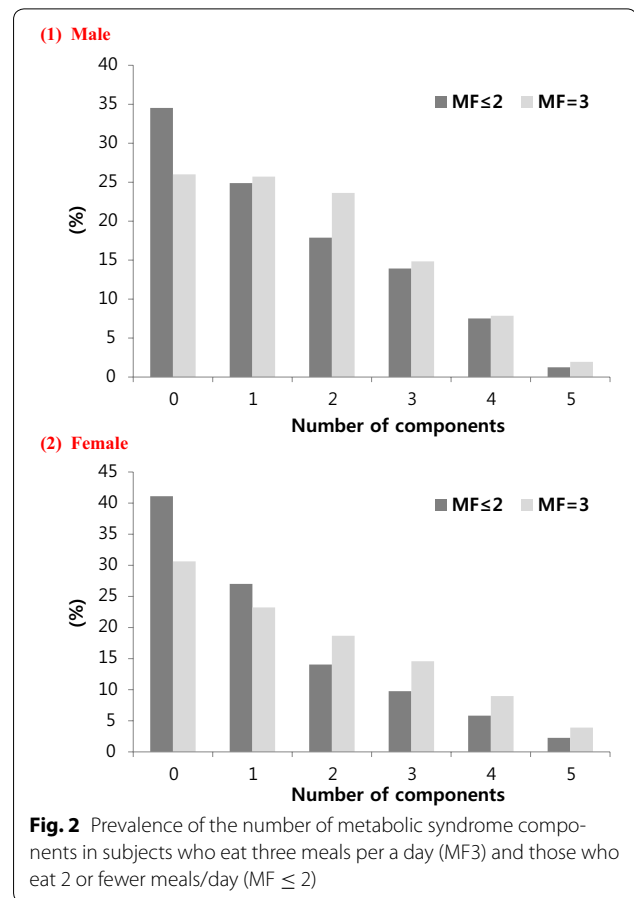 (1) Male
40
35
30
25
20
15
10
5
0
(%)
MF≤2 MF=3
0 1 2 3 4 5
Number of components
(2) Female
45
40
35
30
25
20
15
10
5
0
(%)
MF≤2 MF=3
0 1 2 3 4 5
Number of components
Fig. 2 Prevalence of the number of metabolic syndrome compo-
nents in subjects who eat three meals per a day (MF3) and those who
eat 2 or fewer meals/day (MF ≤ 2)